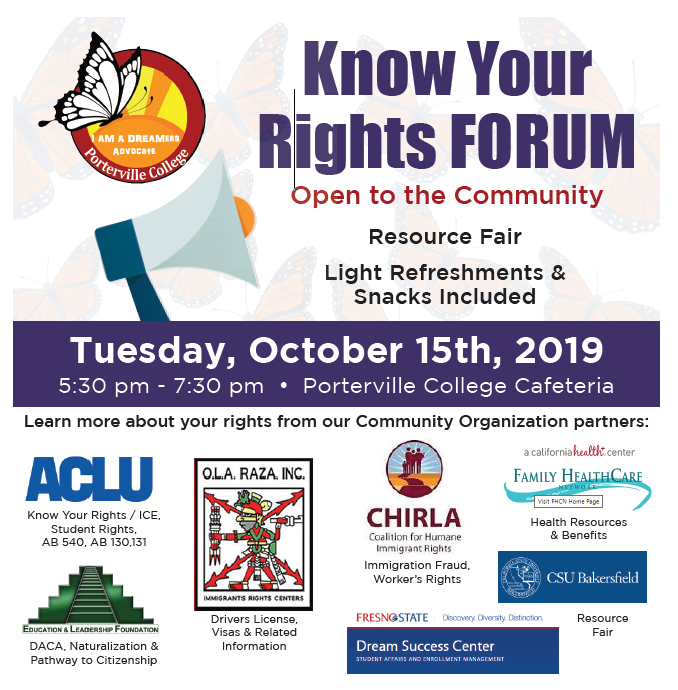 I AM A DREAMers
ADVOCATE
Porterville College
Know Your
Rights FORUM
Open to the Community
Resource Fair
Light Refreshments &
Snacks Included
Tuesday, October 15th, 2019
5:30 pm - 7:30 pm • Porterville College Cafeteria
Learn more about your rights from our Community Organization partners:
ACLU
Know Your Rights / ICE,
Student Rights,
AB 540, AB 130,131
EDUCATION & LEADERSHIP FOUNDATION
DACA, Naturalization &
Pathway to Citizenship
O.L.A. RAZA, INC.
IMMIGRANTS RIGHTS CENTERS
Drivers License,
Visas & Related
Information
CHIRLA
Coalition for Humane
Immigrant Rights
Immigration Fraud,
Worker's Rights
a californiahealth+center
FAMILY HEALTHCARE
NETWORK
Visit FHCN Home Page
Health Resources
& Benefits
CSU Bakersfield
FRESNO STATE Discovery. Diversity. Distinction.
Dream Success Center
STUDENT AFFAIRS AND ENROLLMENT MANAGEMENT
Resource
Fair